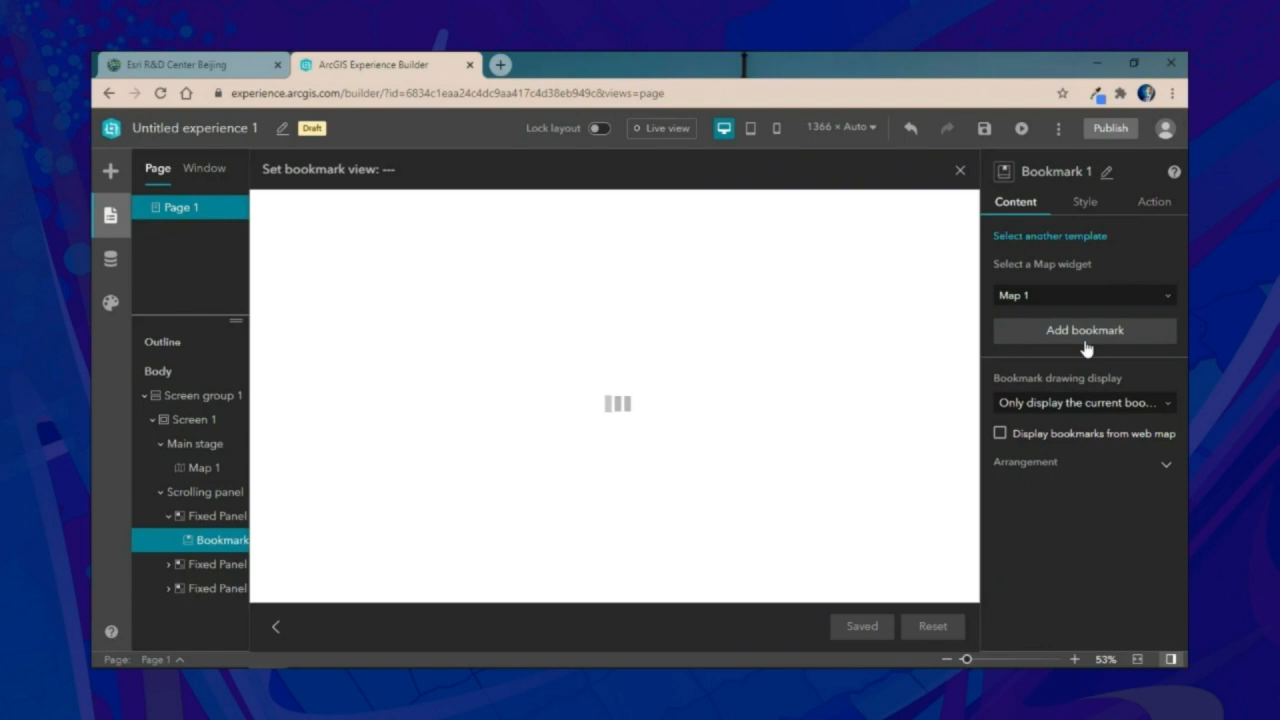 Esri R&D Center Beijing
ArcGIS Experience Builder
experience.arcgis.com/builder/?id=6834c1eaa24c4dc9aa417c4d38eb949c&views=page
Untitled experience 1
Draft
Lock layout
Live view
1366 × Auto
Publish
Page
Window
Set bookmark view: ---
Bookmark 1
Page 1
Content
Style
Action
Select another template
Select a Map widget
Map 1
Add bookmark
Outline
Body
Bookmark drawing display
Screen group 1
Only display the current boo...
Screen 1
Display bookmarks from web map
Main stage
Arrangement
Map 1
Scrolling panel
Fixed Panel
Bookmark
Fixed Panel
Fixed Panel
Saved
Reset
Page:
Page 1
53%